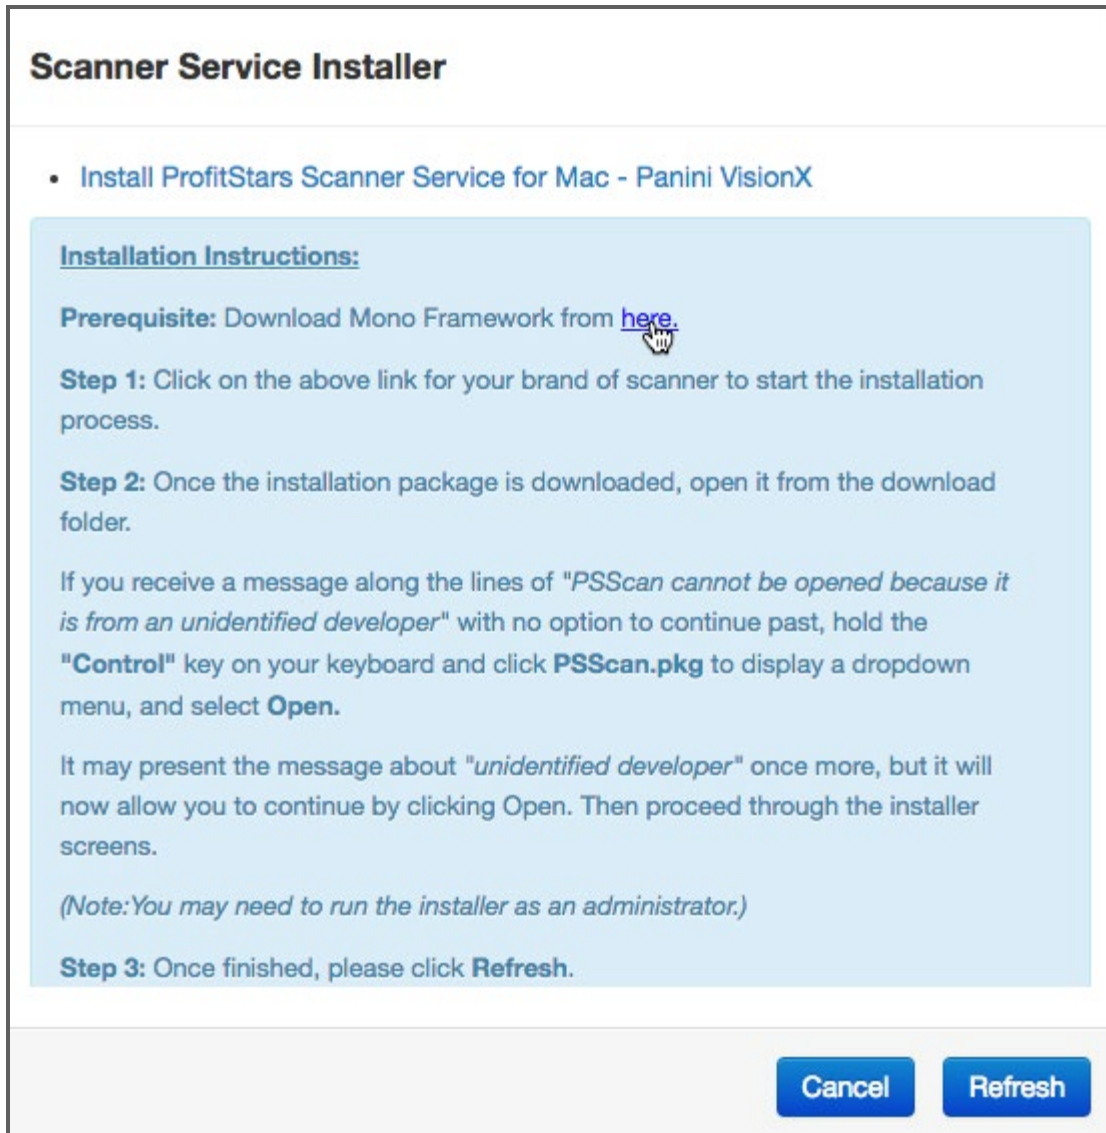 Scanner Service Installer
• Install ProfitStars Scanner Service for Mac - Panini VisionX
Installation Instructions:
Prerequisite: Download Mono Framework from here.
Step 1: Click on the above link for your brand of scanner to start the installation
process.
Step 2: Once the installation package is downloaded, open it from the download
folder.
If you receive a message along the lines of "PSScan cannot be opened because it
is from an unidentified developer" with no option to continue past, hold the
"Control" key on your keyboard and click PSScan.pkg to display a dropdown
menu, and select Open.
It may present the message about "unidentified developer" once more, but it will
now allow you to continue by clicking Open. Then proceed through the installer
screens.
(Note:You may need to run the installer as an administrator.)
Step 3: Once finished, please click Refresh.
Cancel Refresh